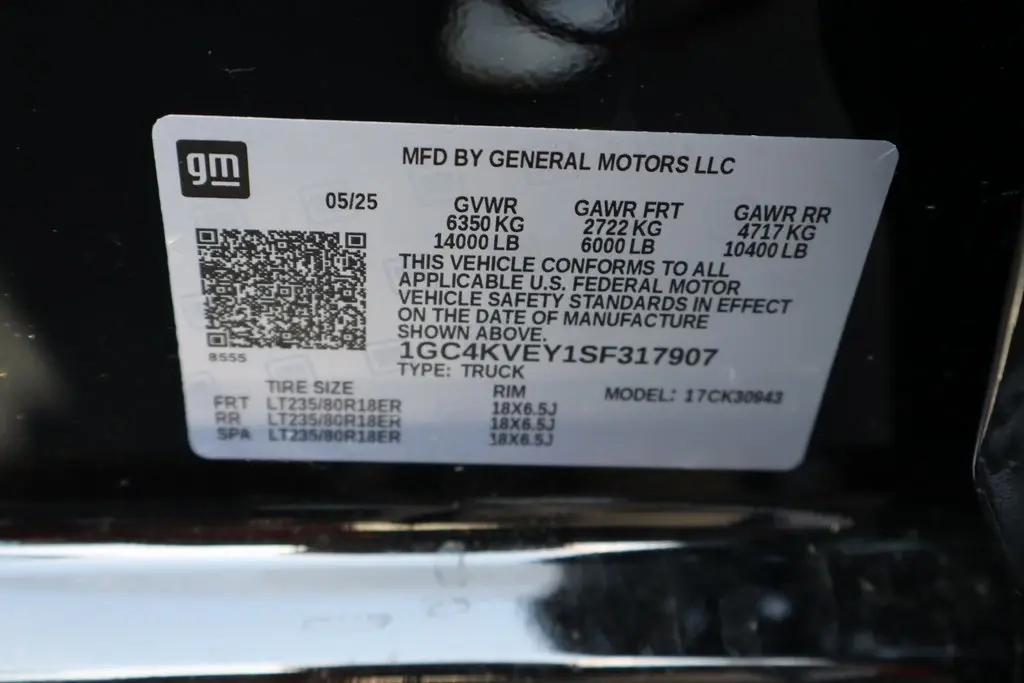 gm
MFD BY GENERAL MOTORS LLC
05/25
GVWR
6350 KG
14000 LB
GAWR FRT
2722 KG
6000 LB
GAWR RR
4717 KG
10400 LB
THIS VEHICLE CONFORMS TO ALL
APPLICABLE U.S. FEDERAL MOTOR
VEHICLE SAFETY STANDARDS IN EFFECT
ON THE DATE OF MANUFACTURE
SHOWN ABOVE.
1GC4KVEY1SF317907
8555
TYPE: TRUCK
TIRE SIZE
RIM
MODEL: 17CK30943
FRT LT235/80R18ER 18X6.5J
RR LT235/80R18ER 18X6.5J
SPA LT235/80R18ER 18X6.5J